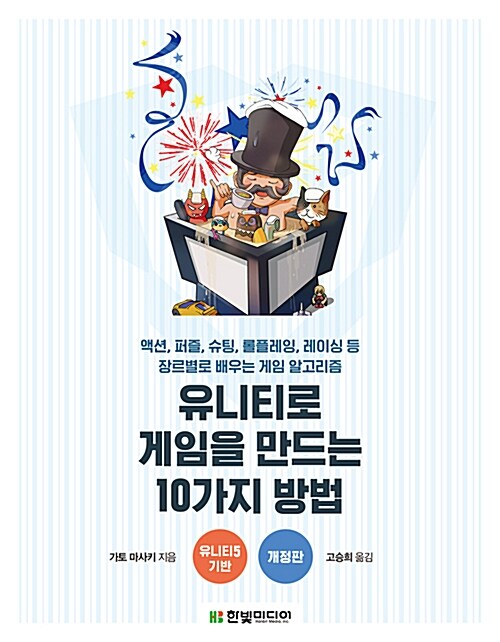 액션, 퍼즐, 슈팅, 롤플레잉, 레이싱 등
장르별로 배우는 게임 알고리즘
유니티로
게임을 만드는
10가지 방법
가토 마사키 지음
유니티5
기반
개정판
고승희 옮김
한빛미디어
Hanbit Media, Inc.